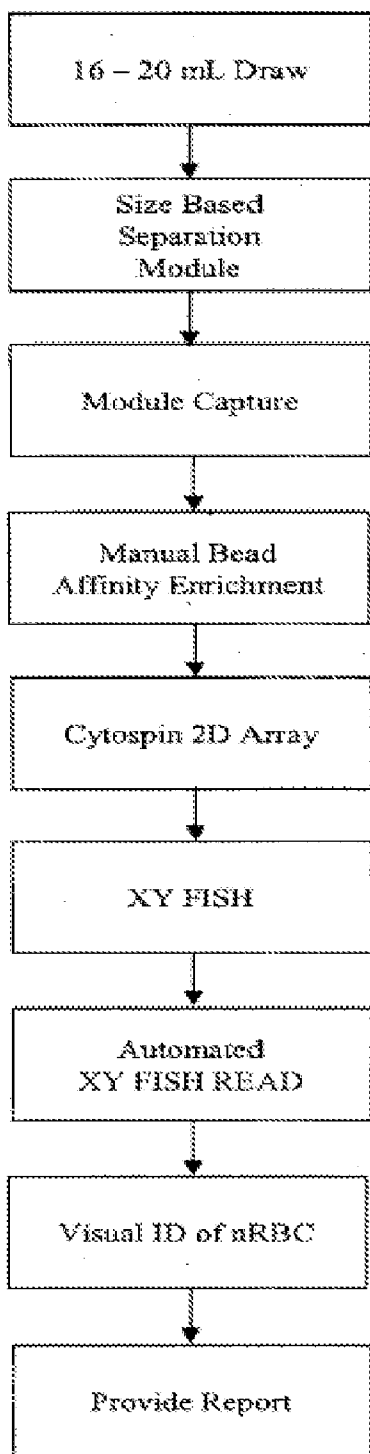 16 – 20 mL Draw
Size Based
Separation
Module
Module Capture
Manual Bead
Affinity Enrichment
Cytospin 2D Array
XY FISH
Automated
XY FISH READ
Visual ID of nRBC
Provide Report